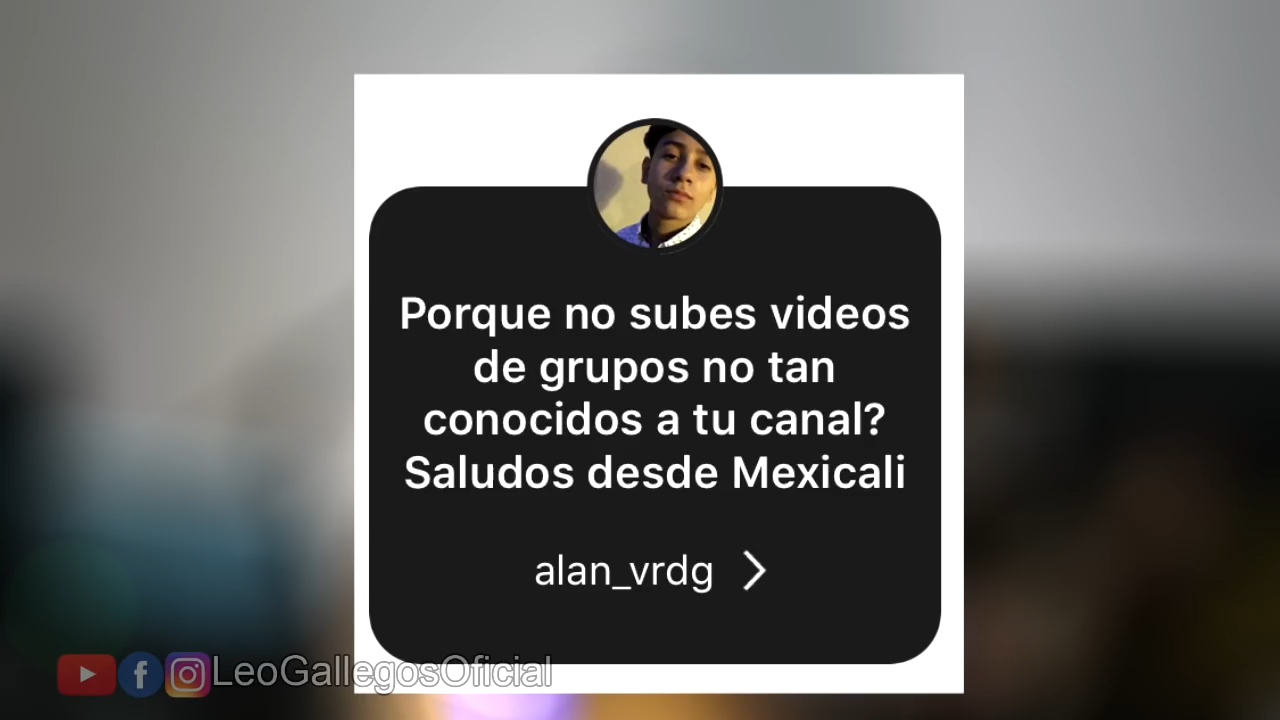 Porque no subes videos
de grupos no tan
conocidos a tu canal?
Saludos desde Mexicali
alan_vrdg
LeoGallegosOficial